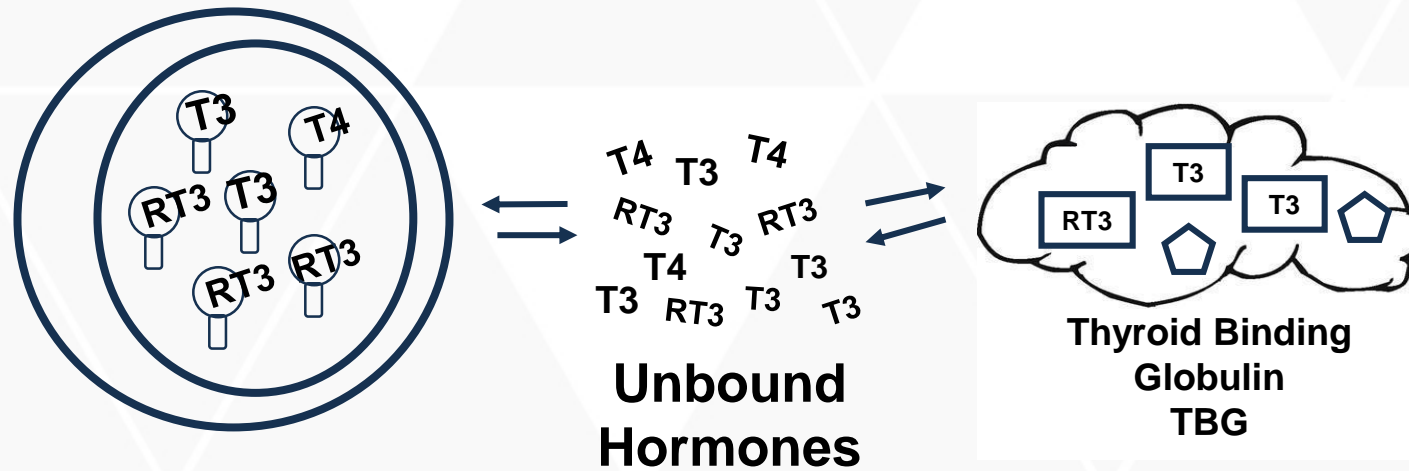 T3
T4
RT3 T3
RT3 RT3
T4 T3 T4
RT3 T3 RT3
T4 T3
T3 RT3 T3 T3
Unbound
Hormones
T3
RT3 T3
Thyroid Binding
Globulin
TBG